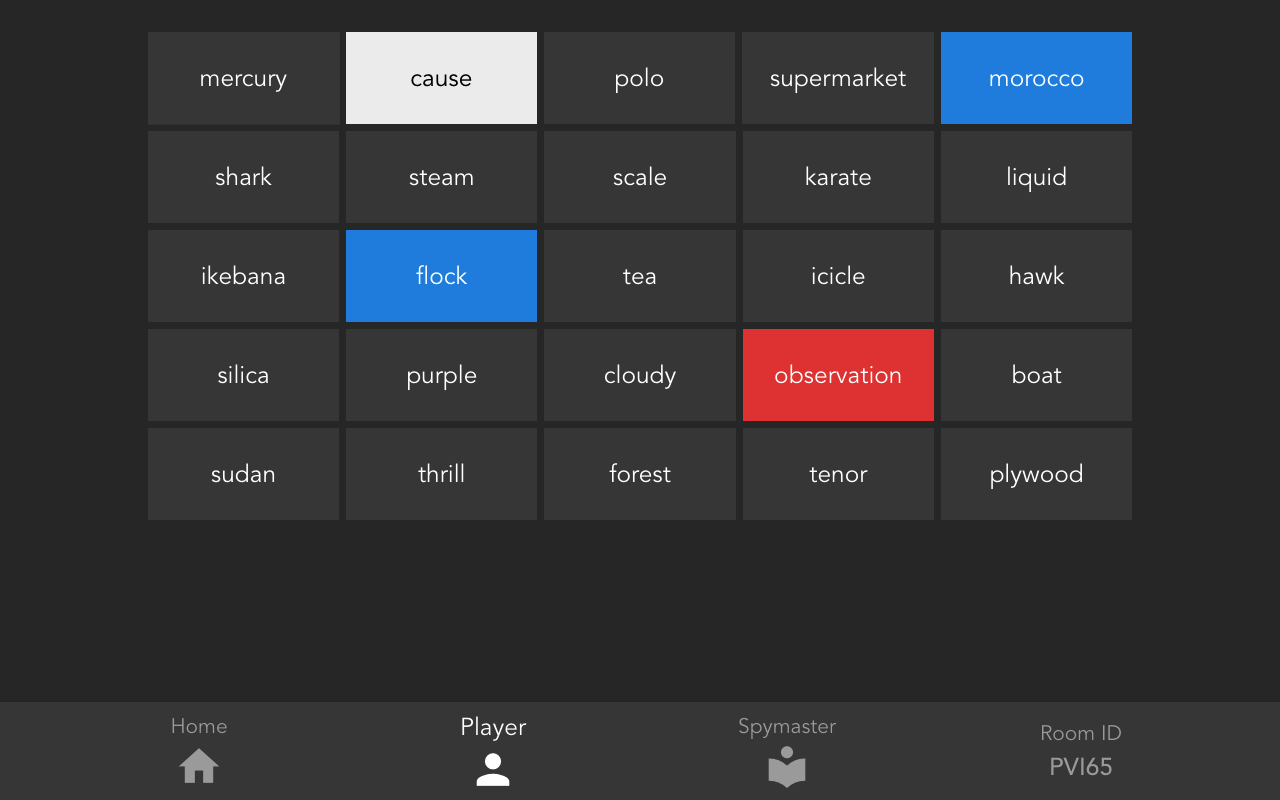 mercury cause polo supermarket morocco
shark steam scale karate liquid
ikebana flock tea icicle hawk
silica purple cloudy observation boat
sudan thrill forest tenor plywood
Home Player Spymaster Room ID
PVI65